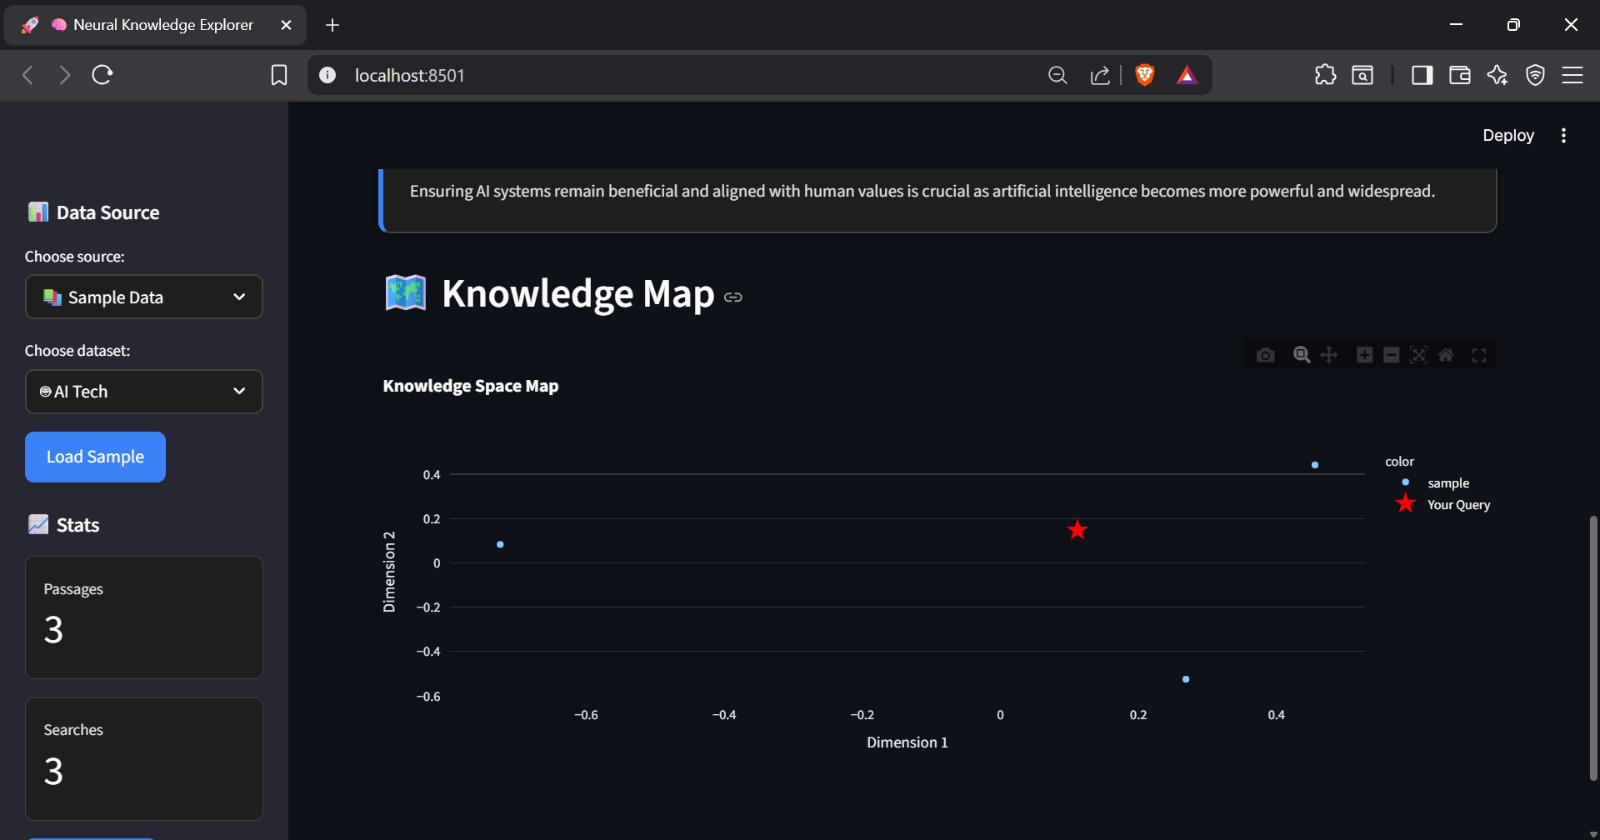 Neural Knowledge Explorer
localhost:8501
Deploy
Data Source
Choose source:
Sample Data
Choose dataset:
AI Tech
Load Sample
Stats
Passages
3
Searches
3
Ensuring AI systems remain beneficial and aligned with human values is crucial as artificial intelligence becomes more powerful and widespread.
Knowledge Map
Knowledge Space Map
color
sample
Your Query
Dimension 2
0.4
0.2
0
−0.2
−0.4
−0.6
−0.6 −0.4 −0.2 0 0.2 0.4
Dimension 1